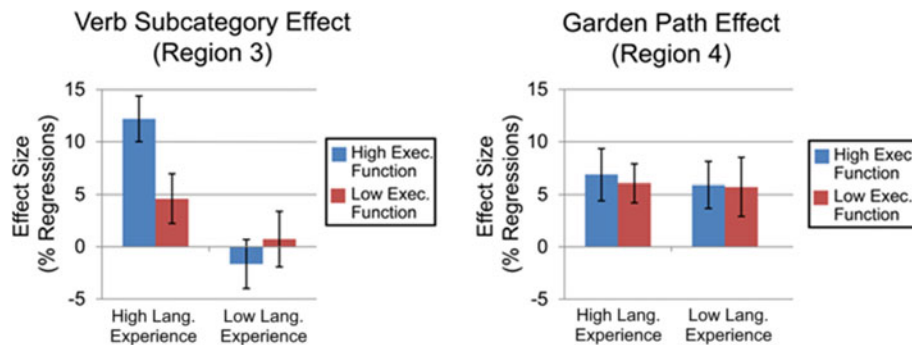 Verb Subcategory Effect
(Region 3)
Effect Size
(% Regressions)
15
10
5
0
-5
High Lang.
Experience
Low Lang.
Experience
High Exec.
Function
Low Exec.
Function
Garden Path Effect
(Region 4)
Effect Size
(% Regressions)
15
10
5
0
-5
High Lang.
Experience
Low Lang.
Experience
High Exec.
Function
Low Exec.
Function